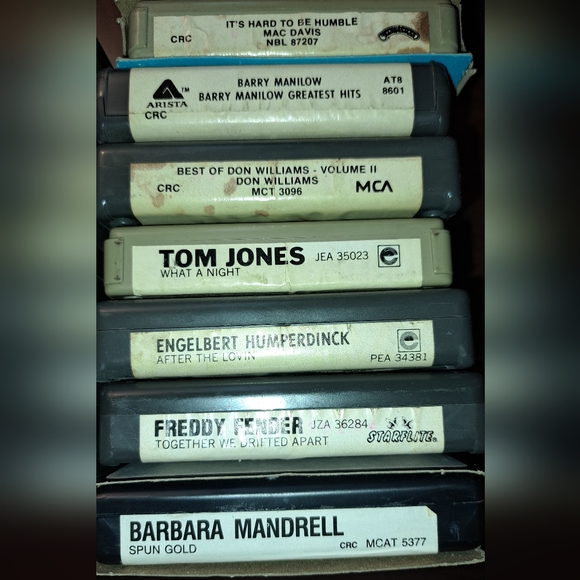 IT'S HARD TO BE HUMBLE
MAC DAVIS
CRC
NBL 87207
BARRY MANILOW
AT8
ARISTA
TM
BARRY MANILOW GREATEST HITS
8601
CRC
BEST OF DON WILLIAMS - VOLUME II
CRC
DON WILLIAMS
MCA
MCT 3096
TOM JONES
JEA 35023
WHAT A NIGHT
ENGELBERT HUMPERDINCK
AFTER THE LOVIN
PEA 34381
FREDDY FENDER
JZA 36284
TOGETHER WE DRIFTED APART
STARFLITE
BARBARA MANDRELL
SPUN GOLD
CRC
MCAT 5377